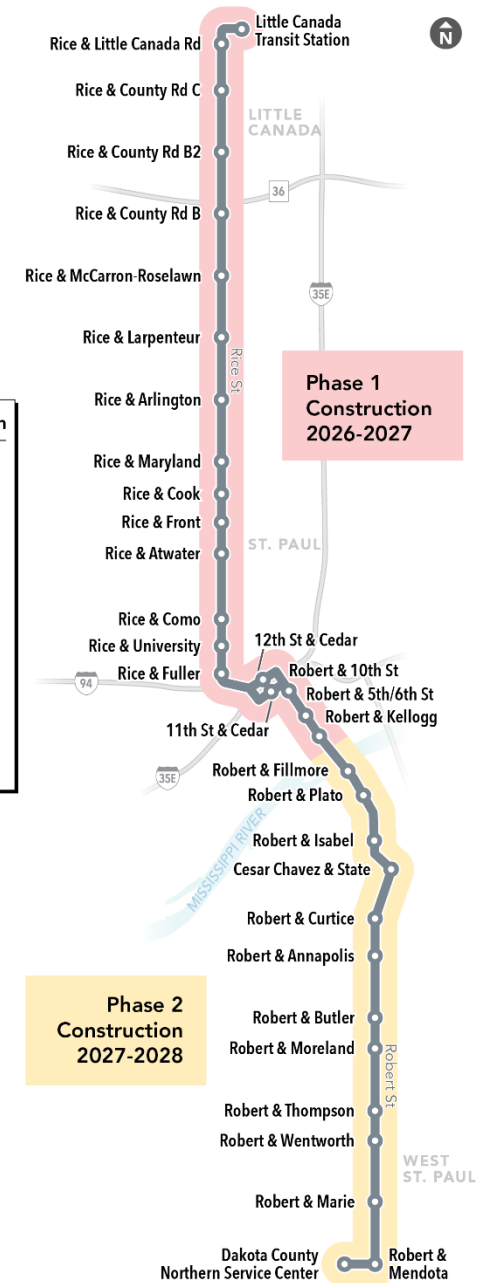 Little Canada
Transit Station
N
Rice & Little Canada Rd
Rice & County Rd C
LITTLE
CANADA
Rice & County Rd B2
36
Rice & County Rd B
Rice & McCarron-Roselawn
35E
Rice & Larpenteur
Rice St
Phase 1
Construction
2026-2027
Rice & Arlington
Rice & Maryland
Rice & Cook
Rice & Front
ST. PAUL
Rice & Atwater
Rice & Como
Rice & University
12th St & Cedar
Rice & Fuller
94
Robert & 10th St
Robert & 5th/6th St
Robert & Kellogg
11th St & Cedar
35E
Robert & Fillmore
Robert & Plato
MISSISSIPPI RIVER
Robert & Isabel
Cesar Chavez & State
Robert & Curtice
Robert & Annapolis
Phase 2
Construction
2027-2028
Robert & Butler
Robert & Moreland
Robert St
Robert & Thompson
Robert & Wentworth
WEST
ST. PAUL
Robert & Marie
Dakota County
Northern Service Center
Robert &
Mendota